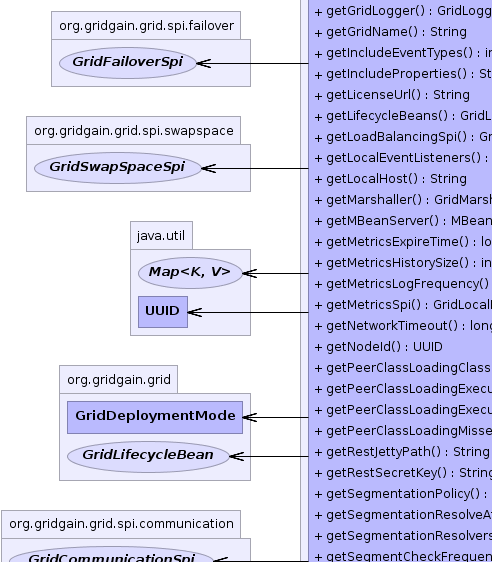 org.gridgain.grid.spi.failover
GridFailoverSpi
org.gridgain.grid.spi.swapspace
GridSwapSpaceSpi
java.util
Map<K, V>
UUID
org.gridgain.grid
GridDeploymentMode
GridLifecycleBean
org.gridgain.grid.spi.communication
GridCommunicationSpi
+ getGridLogger() : GridLogg
+ getGridName() : String
+ getIncludeEventTypes() : in
+ getIncludeProperties() : St
+ getLicenseUrl() : String
+ getLifecycleBeans() : GridL
+ getLoadBalancingSpi() : Gr
+ getLocalEventListeners() :
+ getLocalHost() : String
+ getMarshaller() : GridMarsh
+ getMBeanServer() : MBean
+ getMetricsExpireTime() : lo
+ getMetricsHistorySize() : in
+ getMetricsLogFrequency()
+ getMetricsSpi() : GridLocal
+ getNetworkTimeout() : long
+ getNodeId() : UUID
+ getPeerClassLoadingClass
+ getPeerClassLoadingExecu
+ getPeerClassLoadingExecu
+ getPeerClassLoadingMisse
+ getRestJettyPath() : String
+ getRestSecretKey() : String
+ getSegmentationPolicy() :
+ getSegmentationResolveAt
+ getSegmentationResolvers
+ getSegmentCheckFrequen